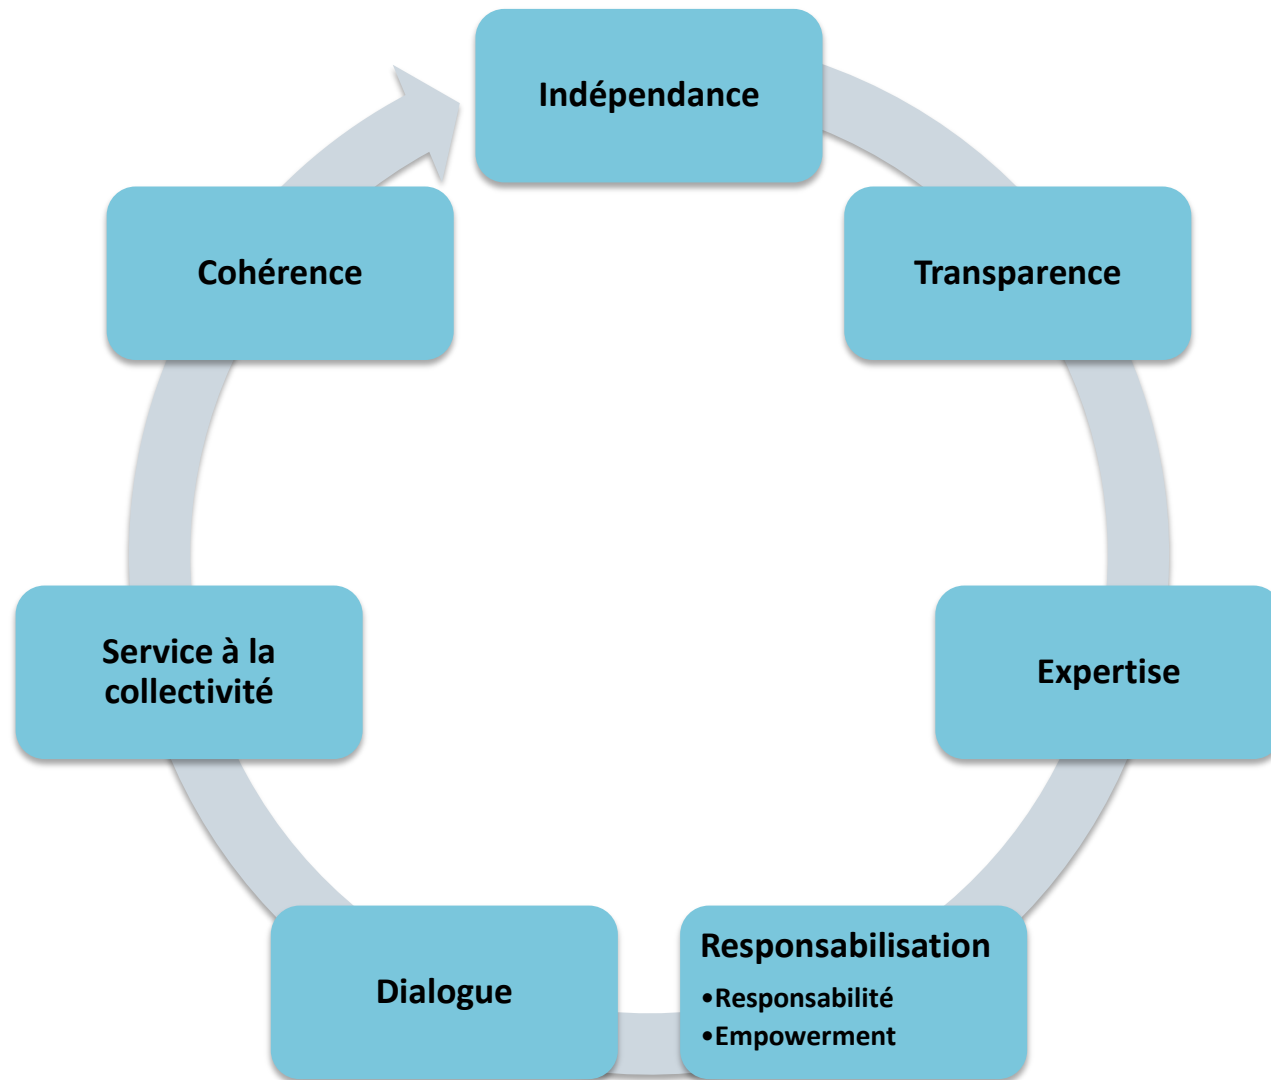 Indépendance
Transparence
Expertise
Responsabilisation
•Responsabilité
•Empowerment
Dialogue
Service à la
collectivité
Cohérence